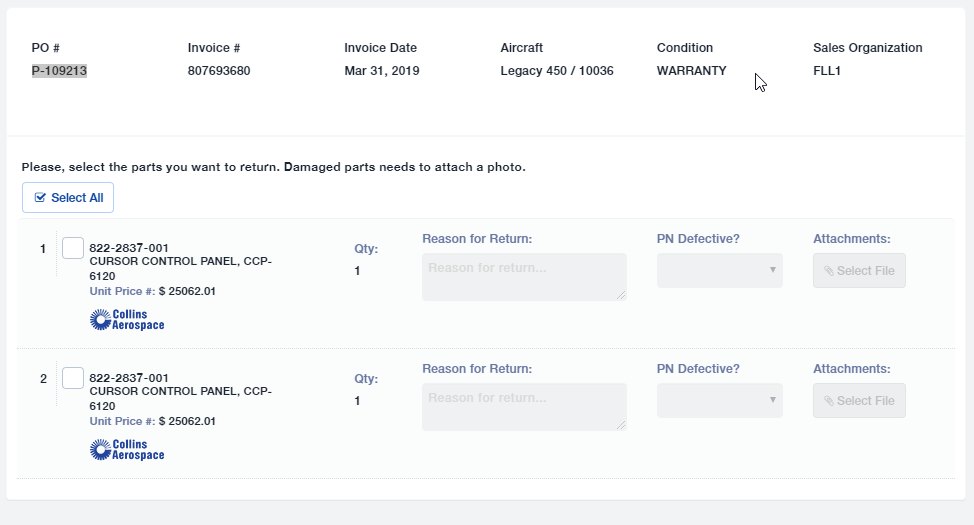 PO # Invoice # Invoice Date Aircraft Condition Sales Organization
P-109213 807693680 Mar 31, 2019 Legacy 450 / 10036 WARRANTY FLL1
Please, select the parts you want to return. Damaged parts needs to attach a photo.
Select All
1 822-2837-001
CURSOR CONTROL PANEL, CCP-
6120
Unit Price #: $ 25062.01
Collins
Aerospace
Qty:
1
Reason for Return:
Reason for return...
PN Defective?
Attachments:
Select File
2 822-2837-001
CURSOR CONTROL PANEL, CCP-
6120
Unit Price #: $ 25062.01
Collins
Aerospace
Qty:
1
Reason for Return:
Reason for return...
PN Defective?
Attachments:
Select File